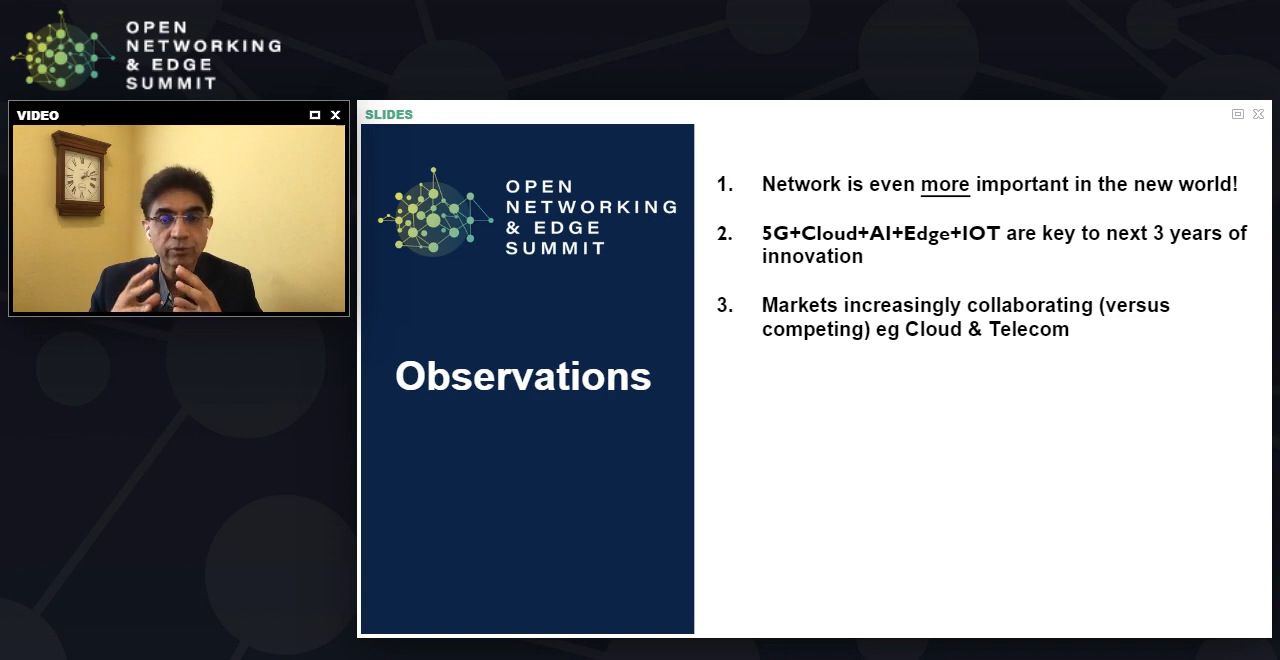 OPEN
NETWORKING
& EDGE
SUMMIT
VIDEO
SLIDES
OPEN
NETWORKING
& EDGE
SUMMIT
Observations
1. Network is even more important in the new world!
2. 5G+Cloud+AI+Edge+IOT are key to next 3 years of
innovation
3. Markets increasingly collaborating (versus
competing) eg Cloud & Telecom